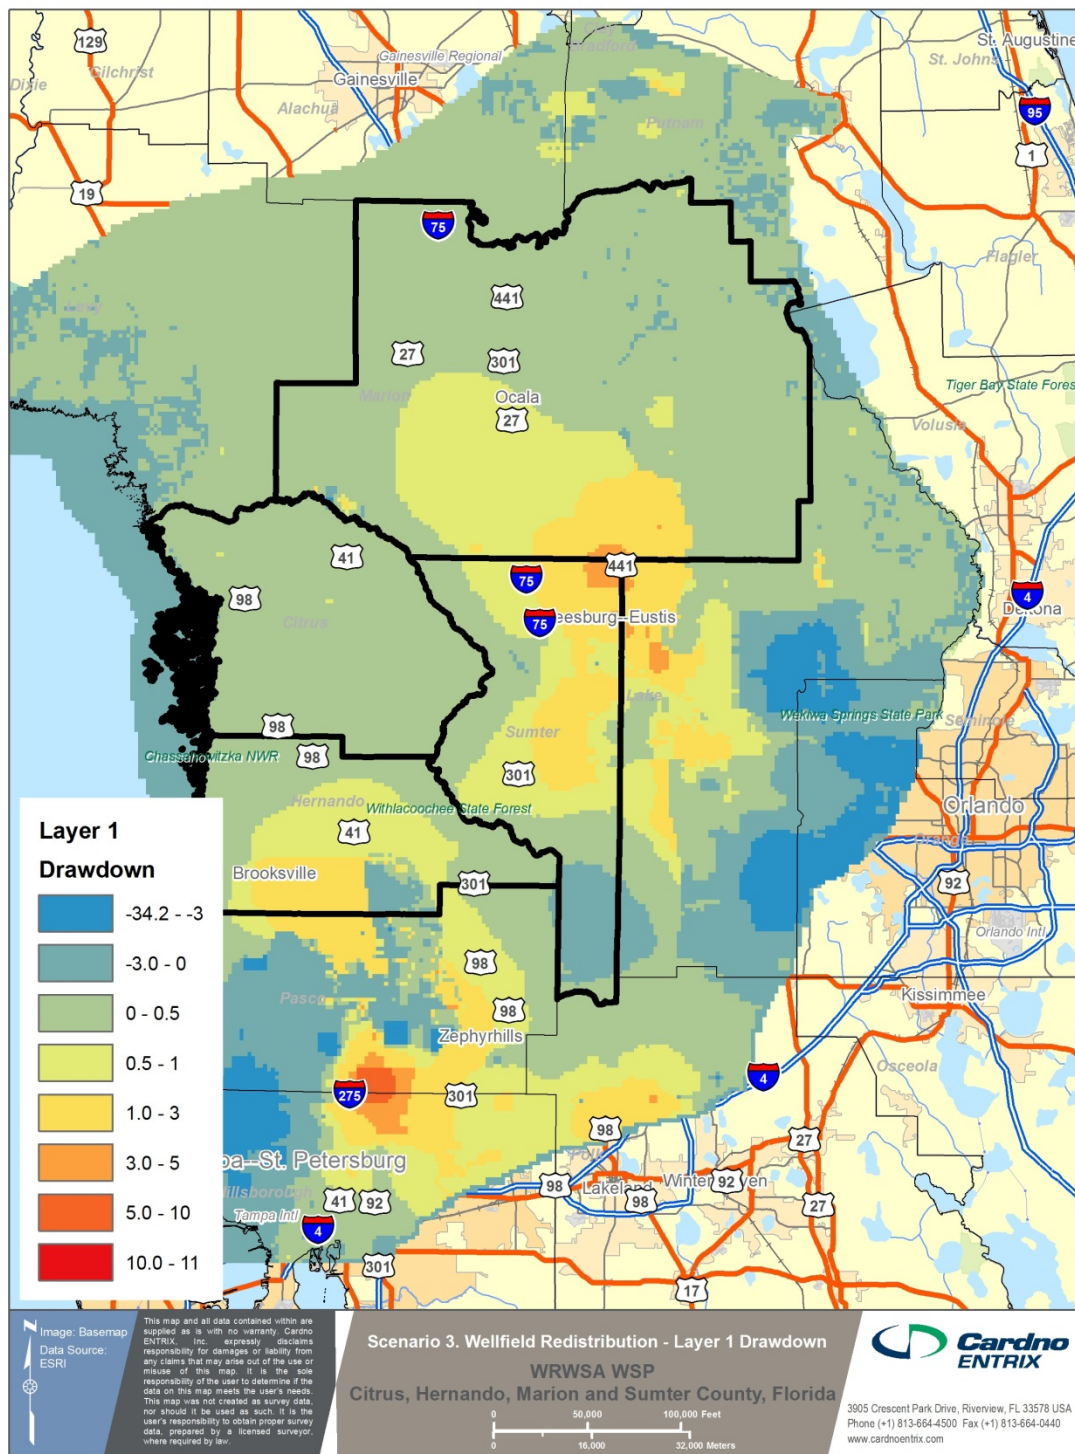 129
Gilchrist
Dixie
Gainesville Regional
Gainesville
Alachua
Bradford
Putnam
St. Augustine
St. Johns
95
1
19
75
Flagler
Levy
441
27
301
Marion
Ocala
27
Tiger Bay State Forest
Volusia
41
98
Citrus
75
441
75
eesburg--Eustis
4
Deltona
Lake
Wekiwa Springs State Park
Seminole
98
98
Sumter
301
Chassahowitzka NWR
Hernando
Withlacoochee State Forest
41
Orlando
Orange
Brooksville
301
92
Orlando Intl
98
Pasco
98
Kissimmee
Zephyrhills
Osceola
275
301
4
98
27
Polk
pa--St. Petersburg
Hillsborough
Tampa Intl
41
92
98
Lakeland
98
Winter Haven
92
27
4
301
17
Layer 1
Drawdown
-34.2 - -3
-3.0 - 0
0 - 0.5
0.5 - 1
1.0 - 3
3.0 - 5
5.0 - 10
10.0 - 11
N
Image: Basemap
Data Source:
ESRI
This map and all data contained within are
supplied as is with no warranty. Cardno
ENTRIX, Inc. expressly disclaims
responsibility for damages or liability from
any claims that may arise out of the use or
misuse of this map. It is the sole
responsibility of the user to determine if the
data on this map meets the user's needs.
This map was not created as survey data,
nor should it be used as such. It is the
user's responsibility to obtain proper survey
data, prepared by a licensed surveyor,
where required by law.
Scenario 3. Wellfield Redistribution - Layer 1 Drawdown
WRWSA WSP
Citrus, Hernando, Marion and Sumter County, Florida
0 50,000 100,000 Feet
0 16,000 32,000 Meters
Cardno
ENTRIX
3905 Crescent Park Drive, Riverview, FL 33578 USA
Phone (+1) 813-664-4500 Fax (+1) 813-664-0440
www.cardnoentrix.com